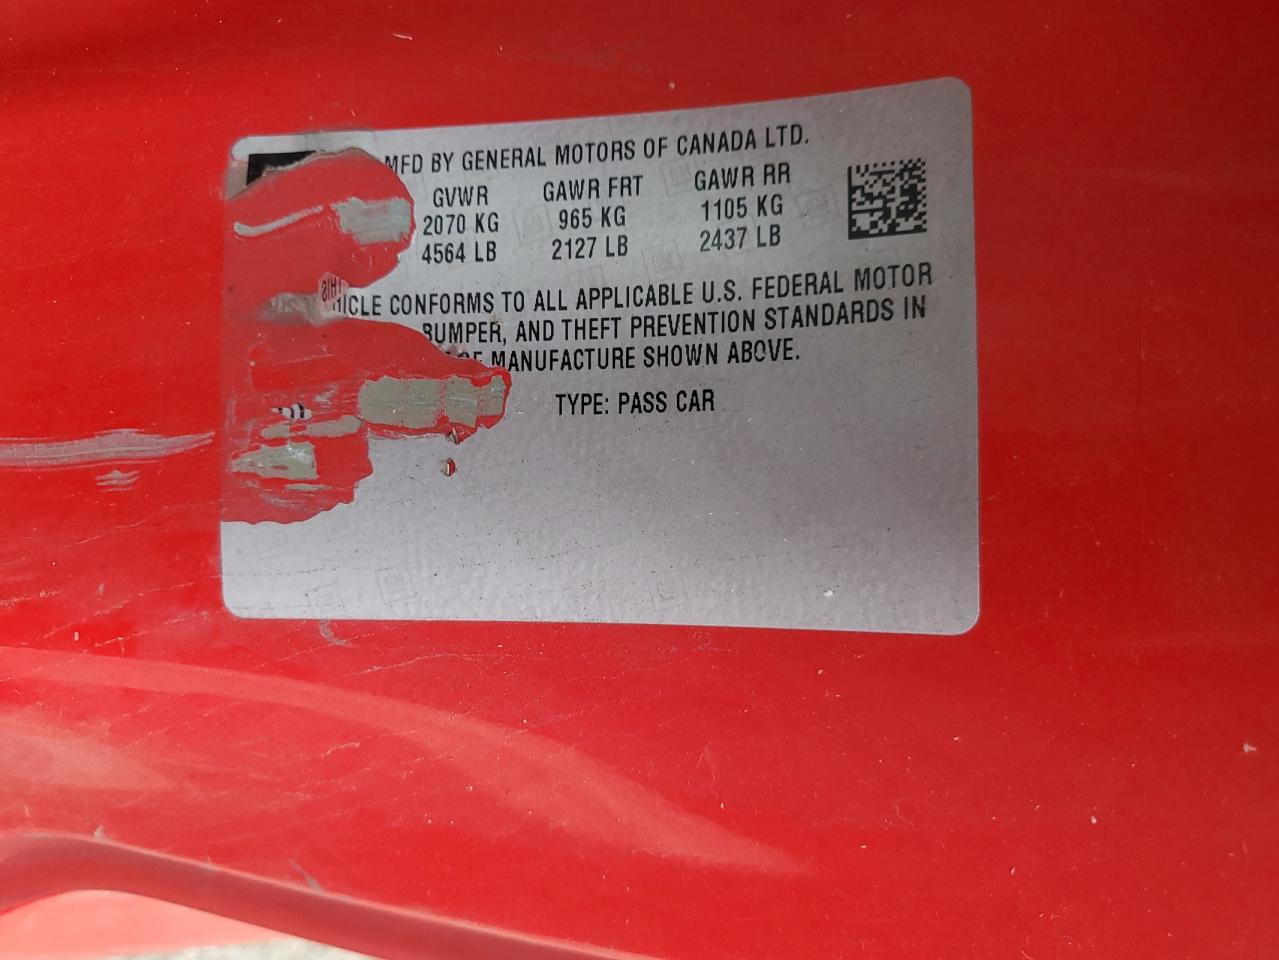 MFD BY GENERAL MOTORS OF CANADA LTD.
GVWR GAWR FRT GAWR RR
2070 KG 965 KG 1105 KG
4564 LB 2127 LB 2437 LB
HICLE CONFORMS TO ALL APPLICABLE U.S. FEDERAL MOTOR
BUMPER, AND THEFT PREVENTION STANDARDS IN
OF MANUFACTURE SHOWN ABOVE.
TYPE: PASS CAR